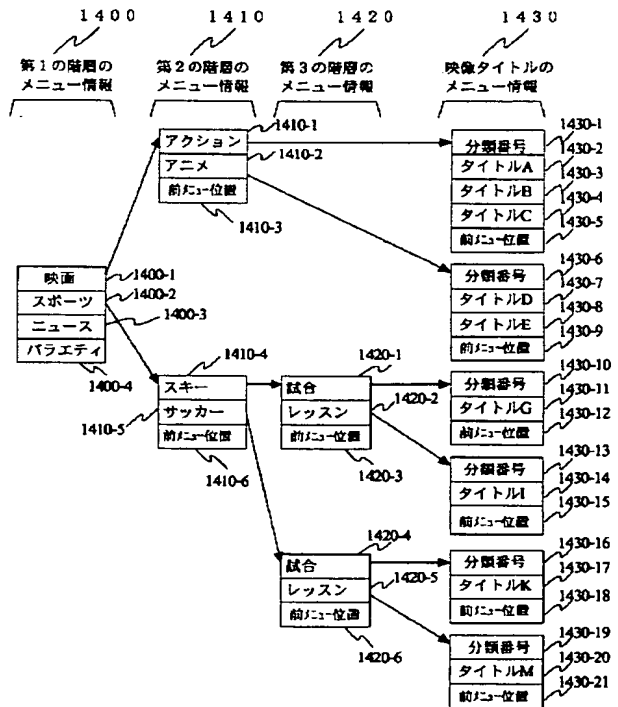 1400
1410
1420
1430
第1の階層の
メニュー情報
第2の階層の
メニュー情報
第3の階層の
メニュー情報
映像タイトルの
メニュー情報
アクション
アニメ
前メニュー位置
1410-1
1410-2
1410-3
分類番号
タイトルA
タイトルB
タイトルC
前メニュー位置
1430-1
1430-2
1430-3
1430-4
1430-5
映画
スポーツ
ニュース
バラエティ
1400-1
1400-2
1400-3
1400-4
分類番号
タイトルD
タイトルE
前メニュー位置
1430-6
1430-7
1430-8
1430-9
スキー
サッカー
前メニュー位置
1410-4
1410-5
1410-6
試合
レッスン
前メニュー位置
1420-1
1420-2
1420-3
分類番号
タイトルG
前メニュー位置
1430-10
1430-11
1430-12
分類番号
タイトルI
前メニュー位置
1430-13
1430-14
1430-15
試合
レッスン
前メニュー位置
1420-4
1420-5
1420-6
分類番号
タイトルK
前メニュー位置
1430-16
1430-17
1430-18
分類番号
タイトルM
前メニュー位置
1430-19
1430-20
1430-21